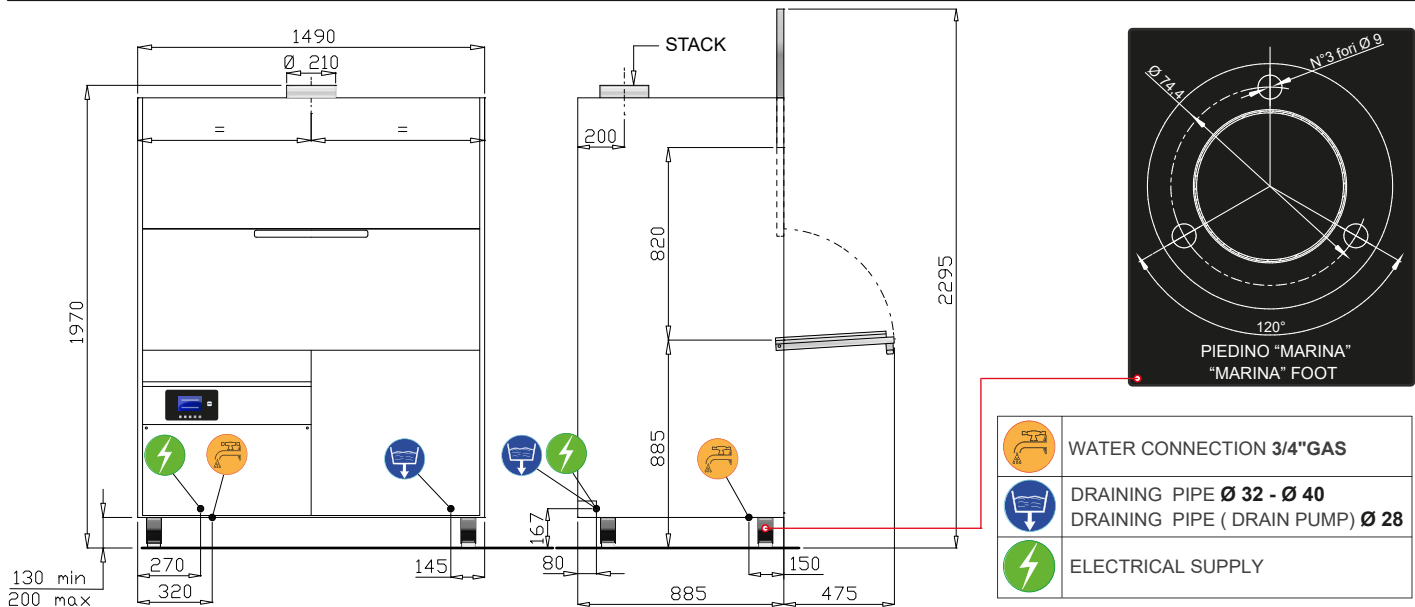 1490
Ø 210
=
=
1970
270
320
145
130 min
200 max
STACK
200
820
885
2295
167
80
150
885
475
Ø 74,4
N°3 fori Ø 9
120°
PIEDINO “MARINA”
“MARINA” FOOT
WATER CONNECTION 3/4"GAS
DRAINING PIPE Ø 32 - Ø 40
DRAINING PIPE ( DRAIN PUMP) Ø 28
ELECTRICAL SUPPLY